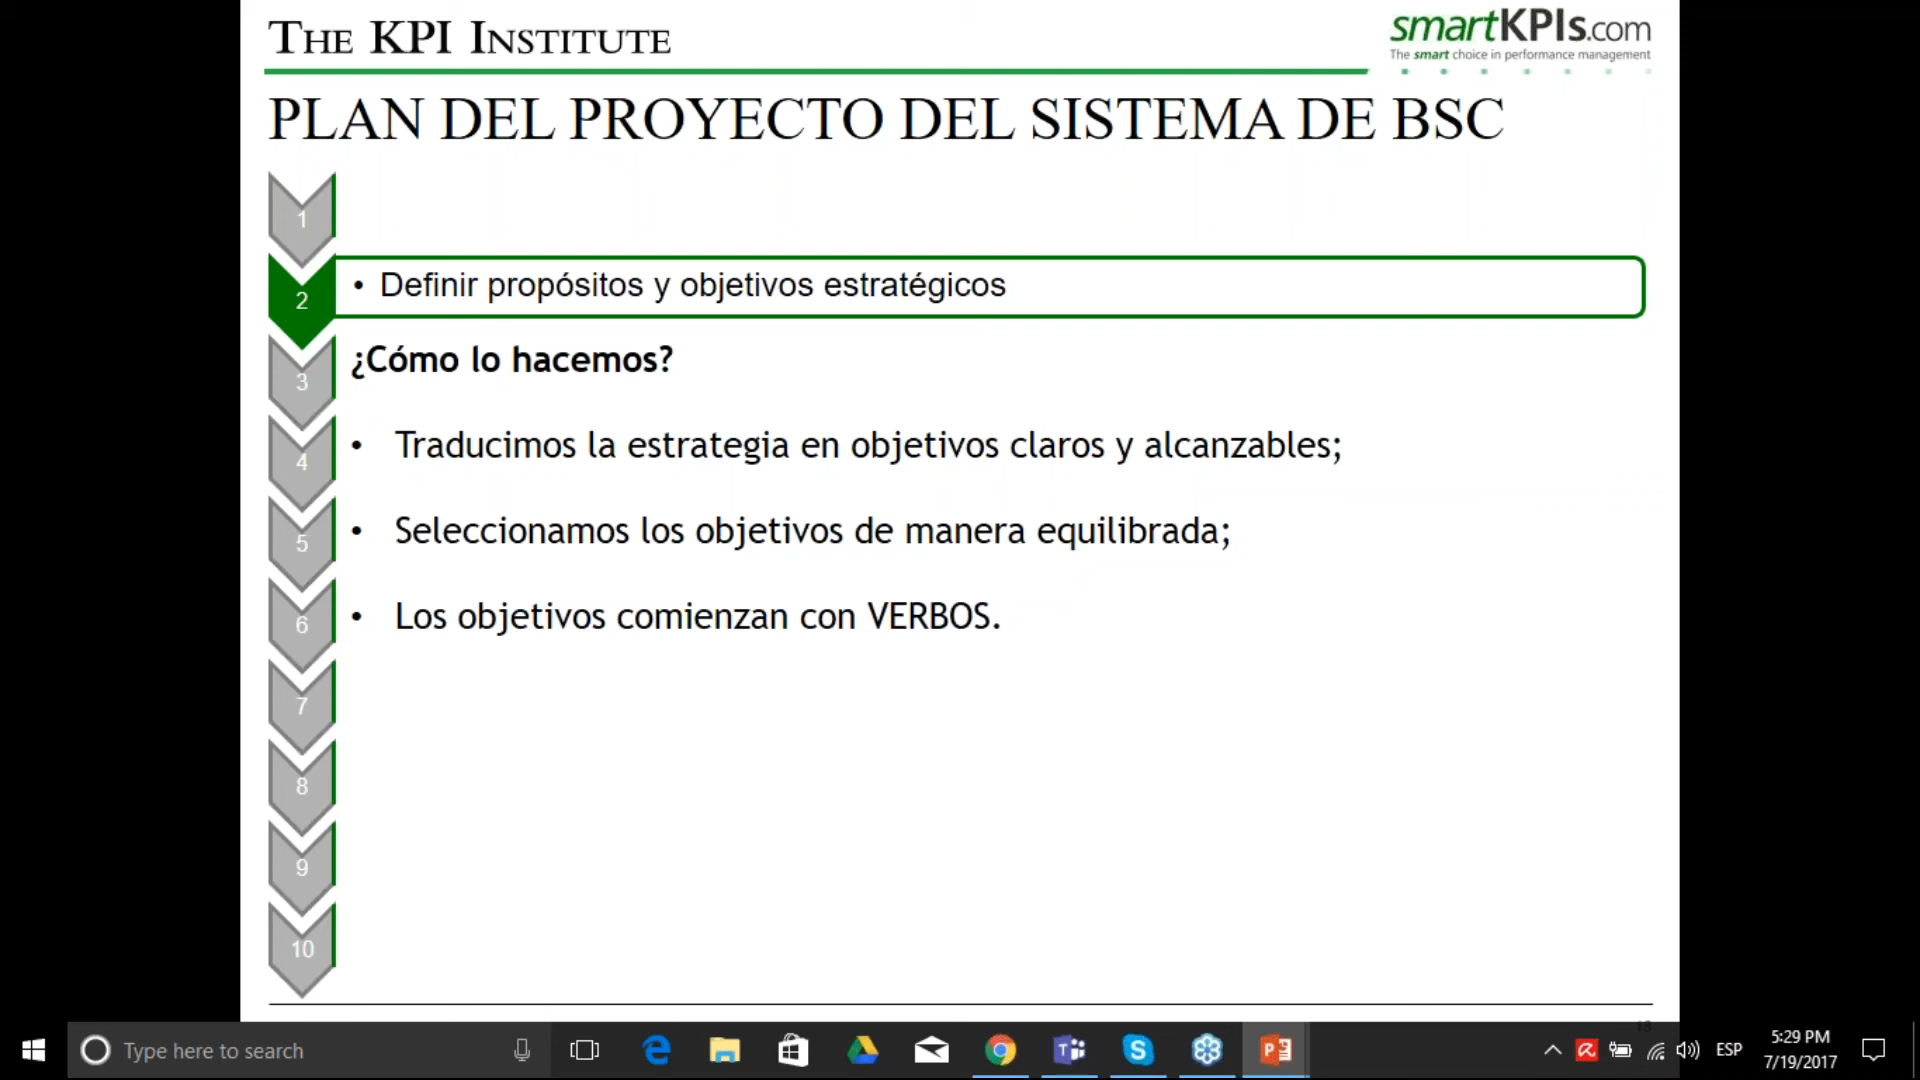 THE KPI INSTITUTE
smartKPIs.com
The smart choice in performance management
PLAN DEL PROYECTO DEL SISTEMA DE BSC
1
2
• Definir propósitos y objetivos estratégicos
3
¿Cómo lo hacemos?
4
• Traducimos la estrategia en objetivos claros y alcanzables;
5
• Seleccionamos los objetivos de manera equilibrada;
6
• Los objetivos comienzan con VERBOS.
7
8
9
10
18
Type here to search
ESP
5:29 PM
7/19/2017